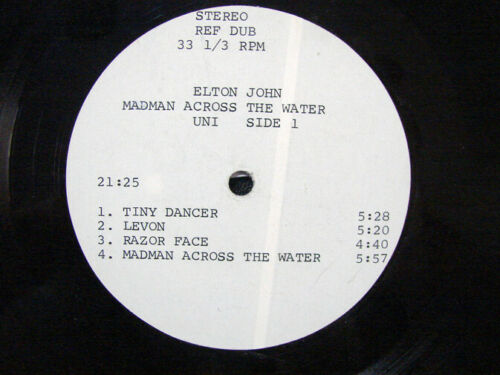 STEREO
REF DUB
33 1/3 RPM
ELTON JOHN
MADMAN ACROSS THE WATER
UNI SIDE 1
21:25
1. TINY DANCER 5:28
2. LEVON 5:20
3. RAZOR FACE 4:40
4. MADMAN ACROSS THE WATER 5:57